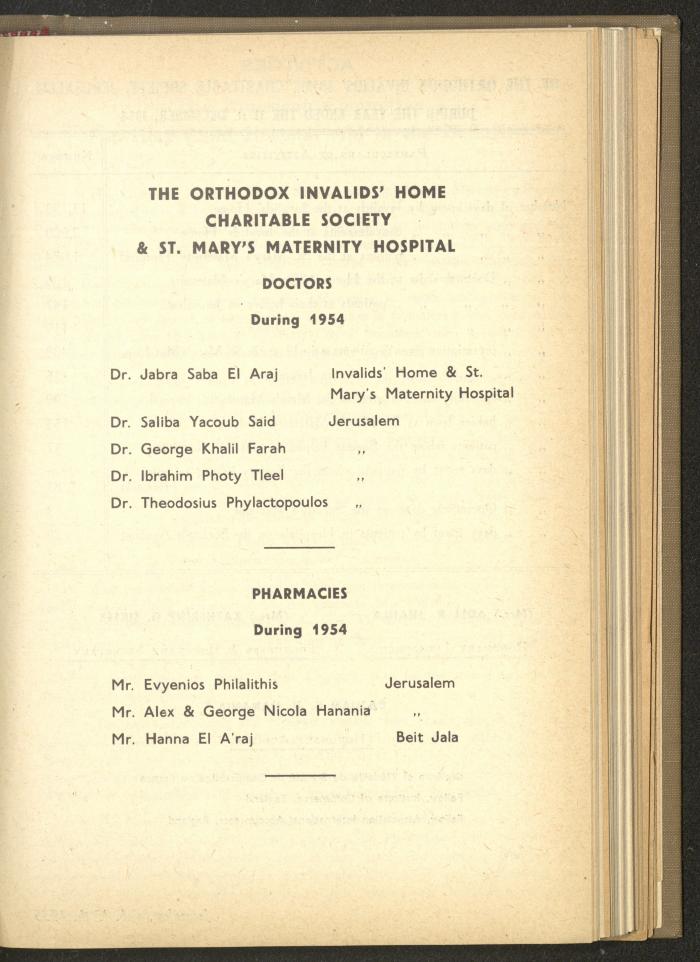 THE ORTHODOX INVALIDS' HOME
CHARITABLE SOCIETY
& ST. MARY'S MATERNITY HOSPITAL
DOCTORS
During 1954
Dr. Jabra Saba El Araj Invalids' Home & St.
Mary's Maternity Hospital
Dr. Saliba Yacoub Said Jerusalem
Dr. George Khalil Farah ,,
Dr. Ibrahim Photy Tleel ,,
Dr. Theodosius Phylactopoulos ,,
PHARMACIES
During 1954
Mr. Evyenios Philalithis Jerusalem
Mr. Alex & George Nicola Hanania ,,
Mr. Hanna El A'raj Beit Jala